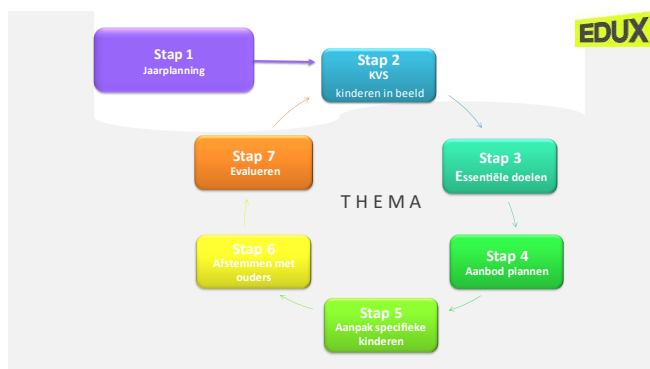 EDUX
Stap 1
Jaarplanning
Stap 2
KVS
kinderen in beeld
Stap 3
Essentiële doelen
Stap 4
Aanbod plannen
Stap 5
Aanpak specifieke
kinderen
Stap 6
Afstemmen met
ouders
Stap 7
Evalueren
THEMA